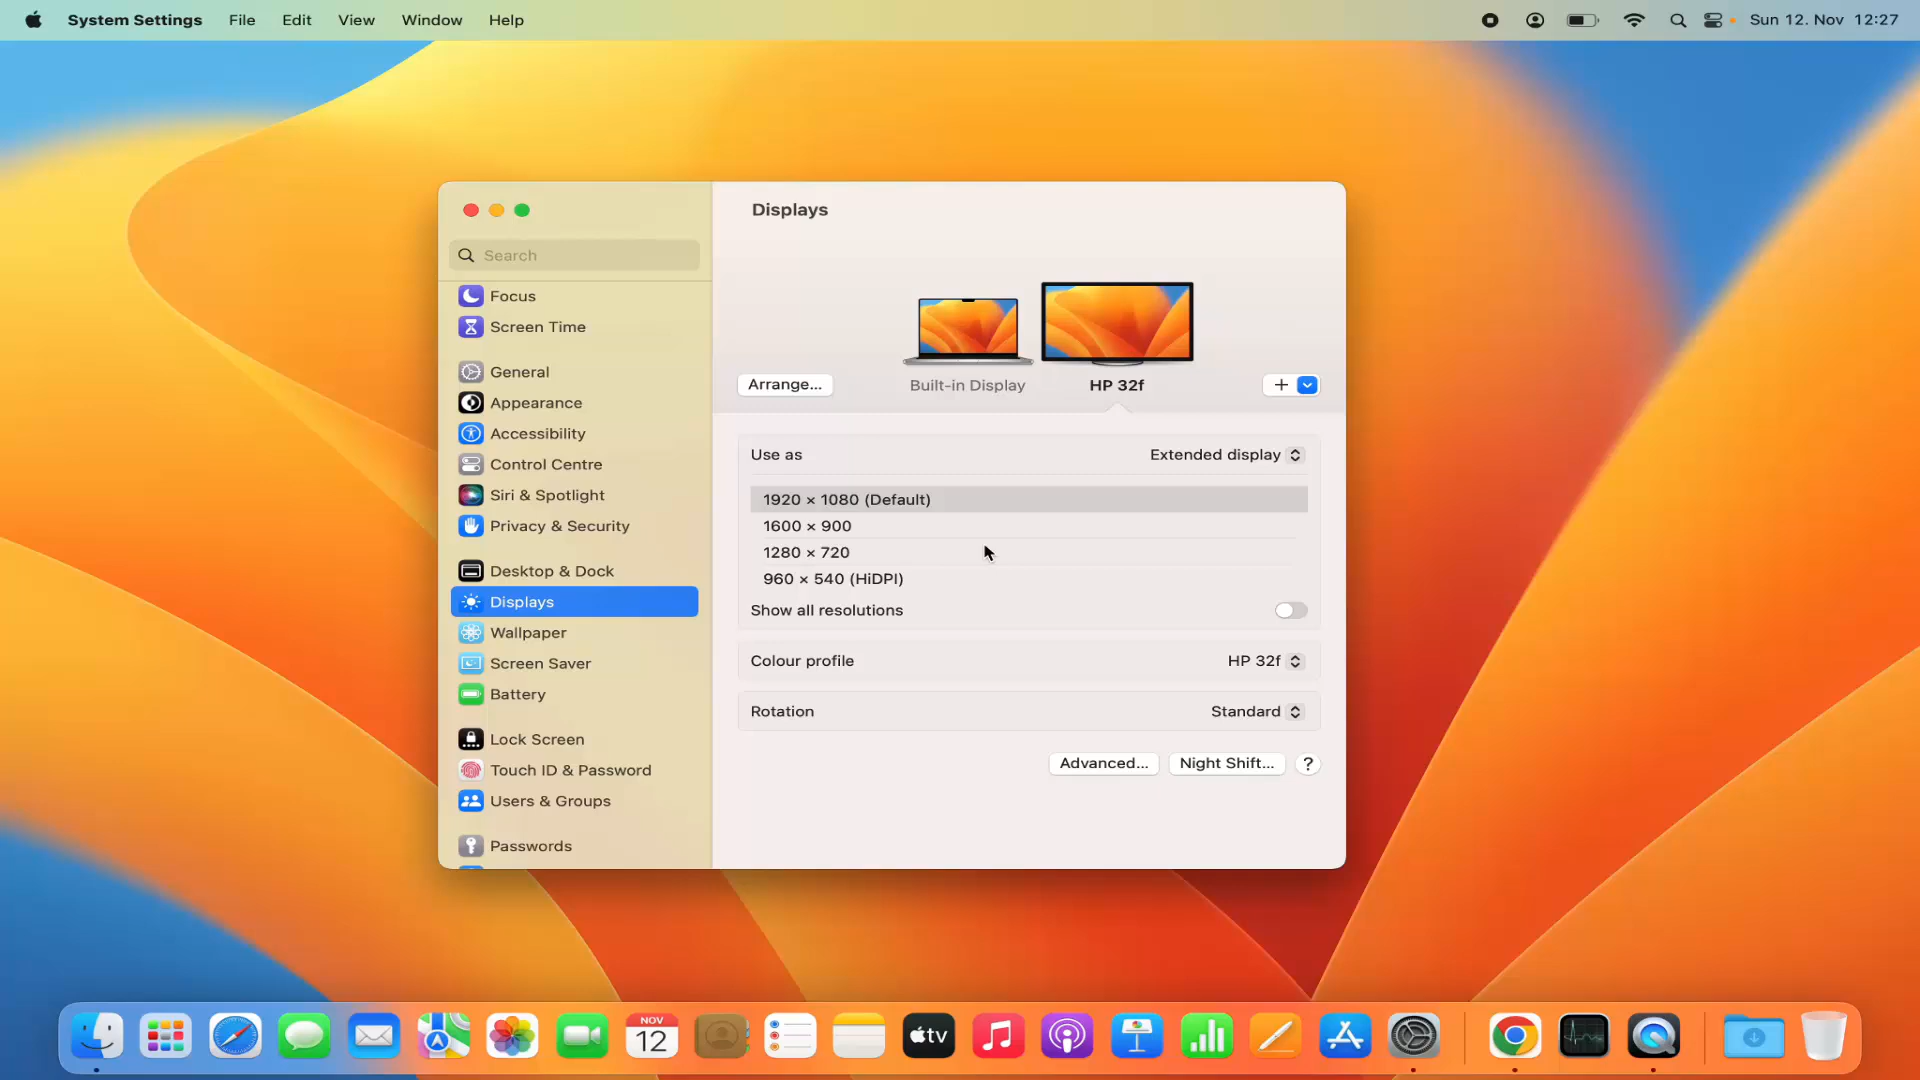 System Settings File Edit View Window Help Sun 12. Nov 12:27
Displays
Search
Focus
Screen Time
General
Appearance
Accessibility
Control Centre
Siri & Spotlight
Privacy & Security
Desktop & Dock
Displays
Wallpaper
Screen Saver
Battery
Lock Screen
Touch ID & Password
Users & Groups
Passwords
Arrange... Built-in Display HP 32f +
Use as Extended display
1920 × 1080 (Default)
1600 × 900
1280 × 720
960 × 540 (HiDPI)
Show all resolutions
Colour profile HP 32f
Rotation Standard
Advanced... Night Shift... ?
NOV
12
tv